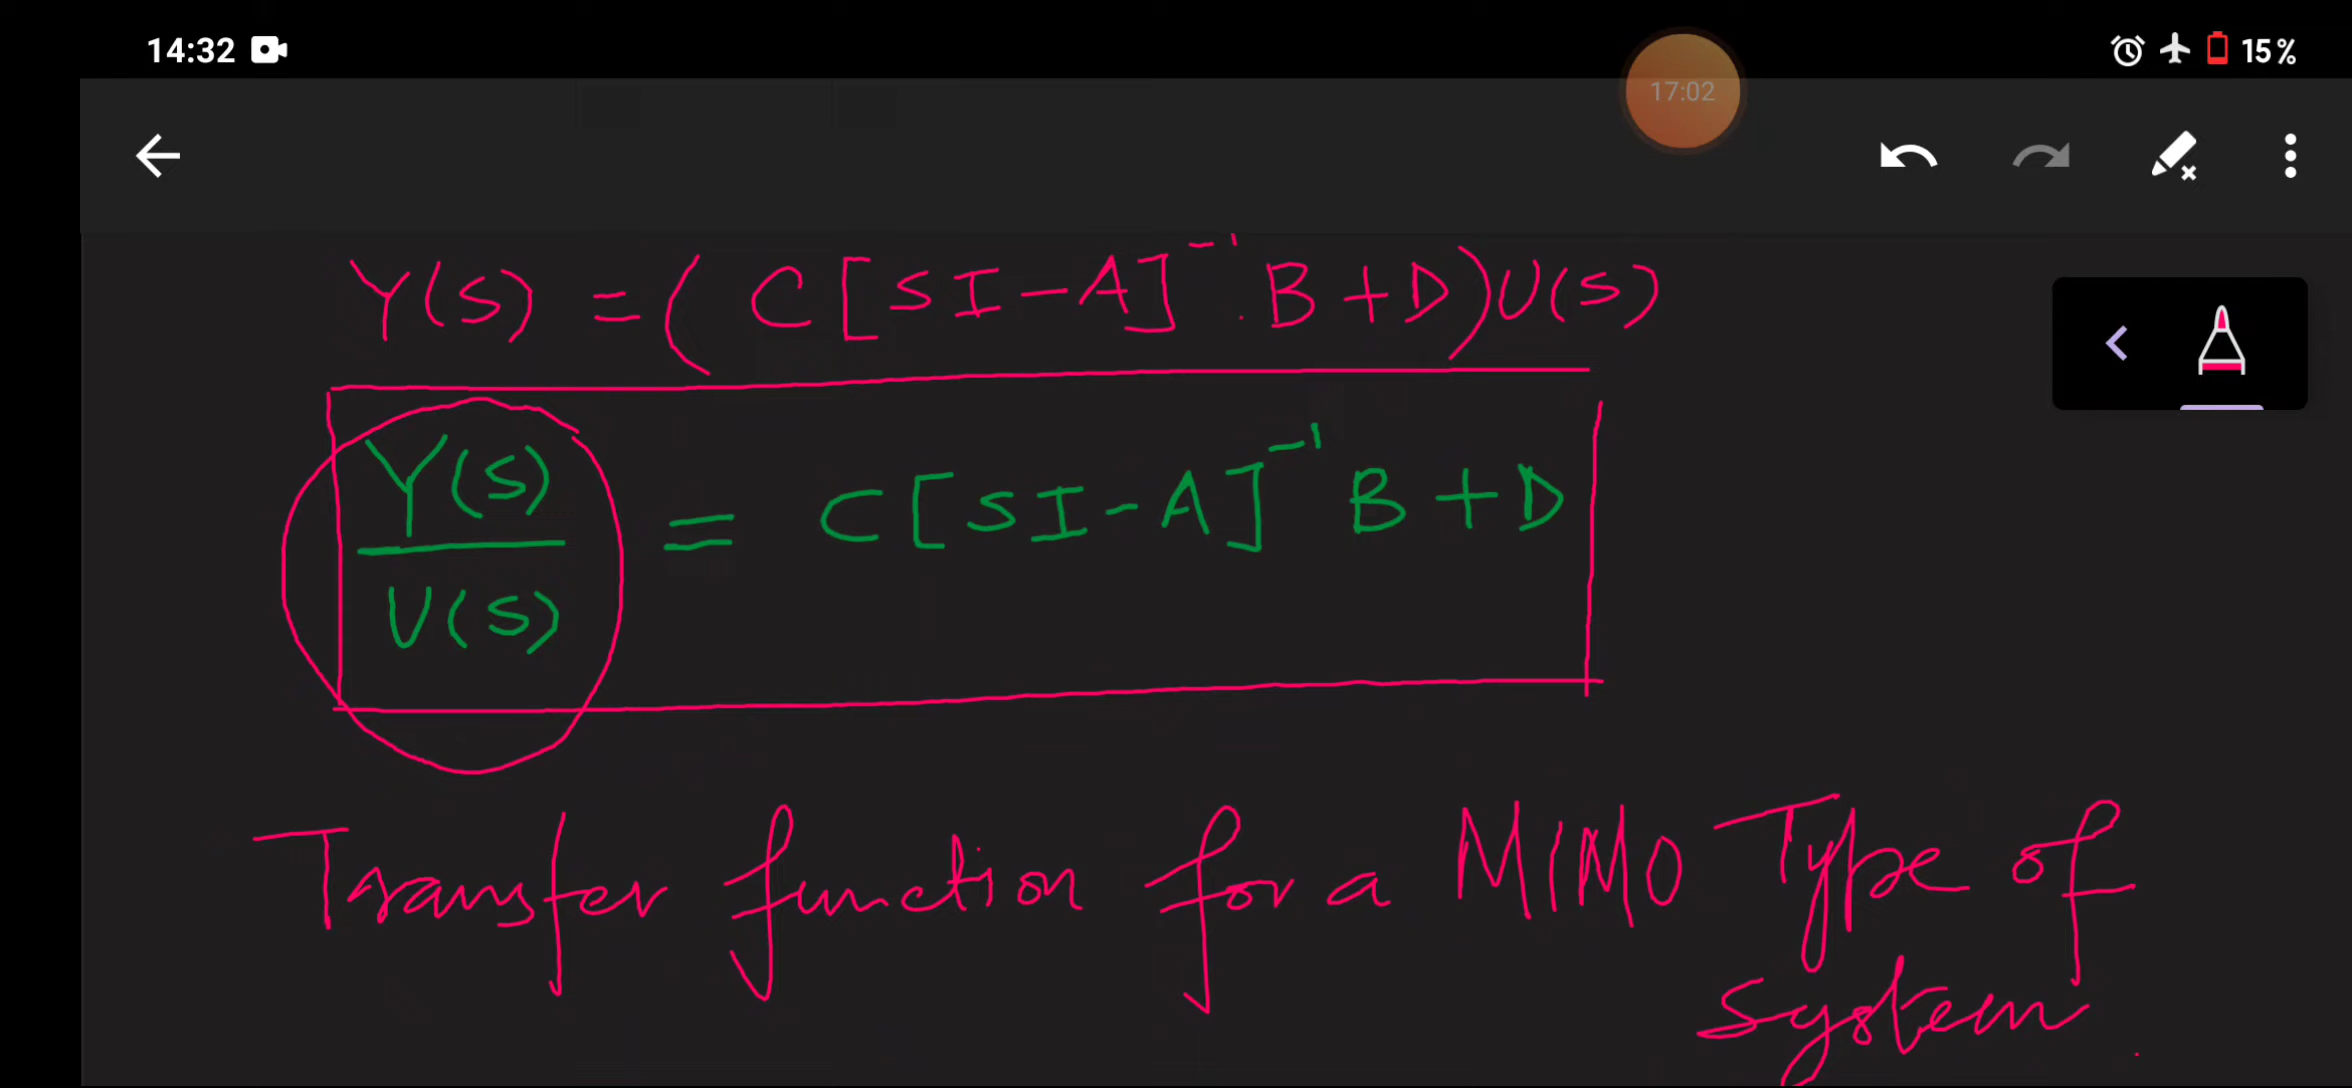 14:32 15%
17:02
Y(s) = ( C[sI-A]⁻¹.B+D)U(s)
Y(s)/U(s) = C[sI-A]⁻¹ B+D
Transfer function for a MIMO Type of
system.